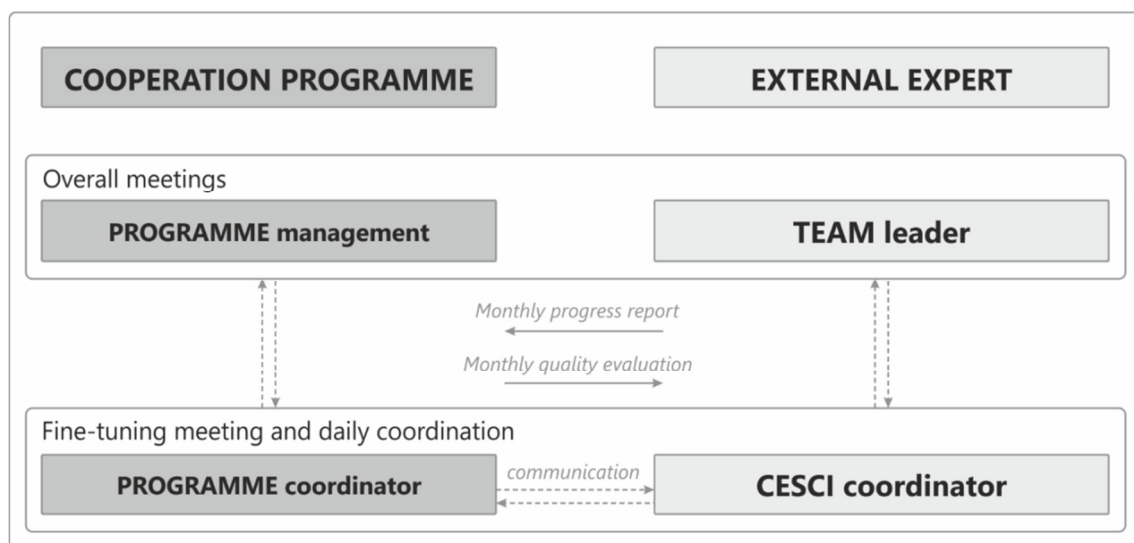 COOPERATION PROGRAMME
EXTERNAL EXPERT
Overall meetings
PROGRAMME management
TEAM leader
Monthly progress report
Monthly quality evaluation
Fine-tuning meeting and daily coordination
PROGRAMME coordinator
communication
CESCI coordinator